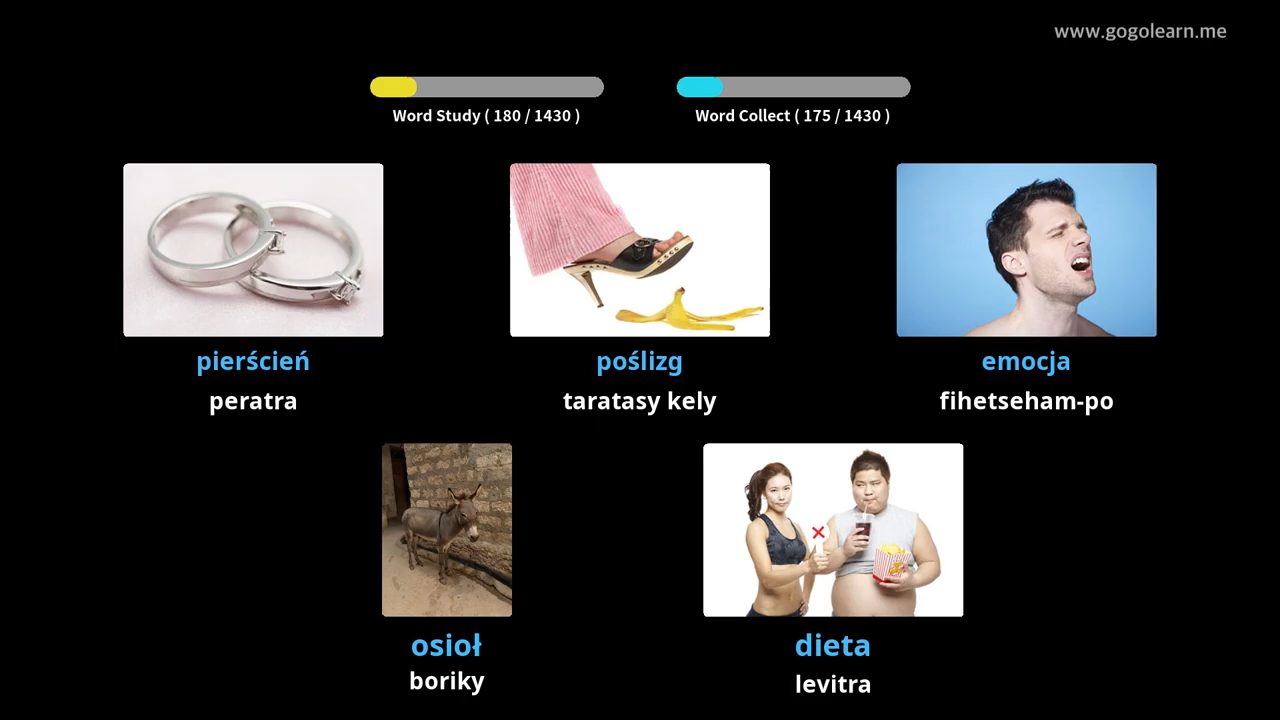 www.gogolearn.me
Word Study ( 180 / 1430 )
Word Collect ( 175 / 1430 )
pierścień
poślizg
emocja
peratra
taratasy kely
fihetseham-po
osioł
dieta
boriky
levitra